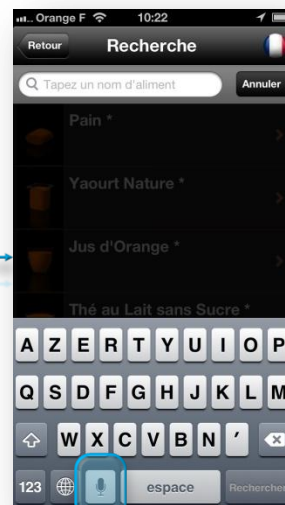 Orange F 10:22
Retour Recherche
Tapez un nom d'aliment Annuler
Pain *
Yaourt Nature *
Jus d'Orange *
Thé au Lait sans Sucre *
A Z E R T Y U I O P
Q S D F G H J K L M
W X C V B N '
123 espace Rechercher